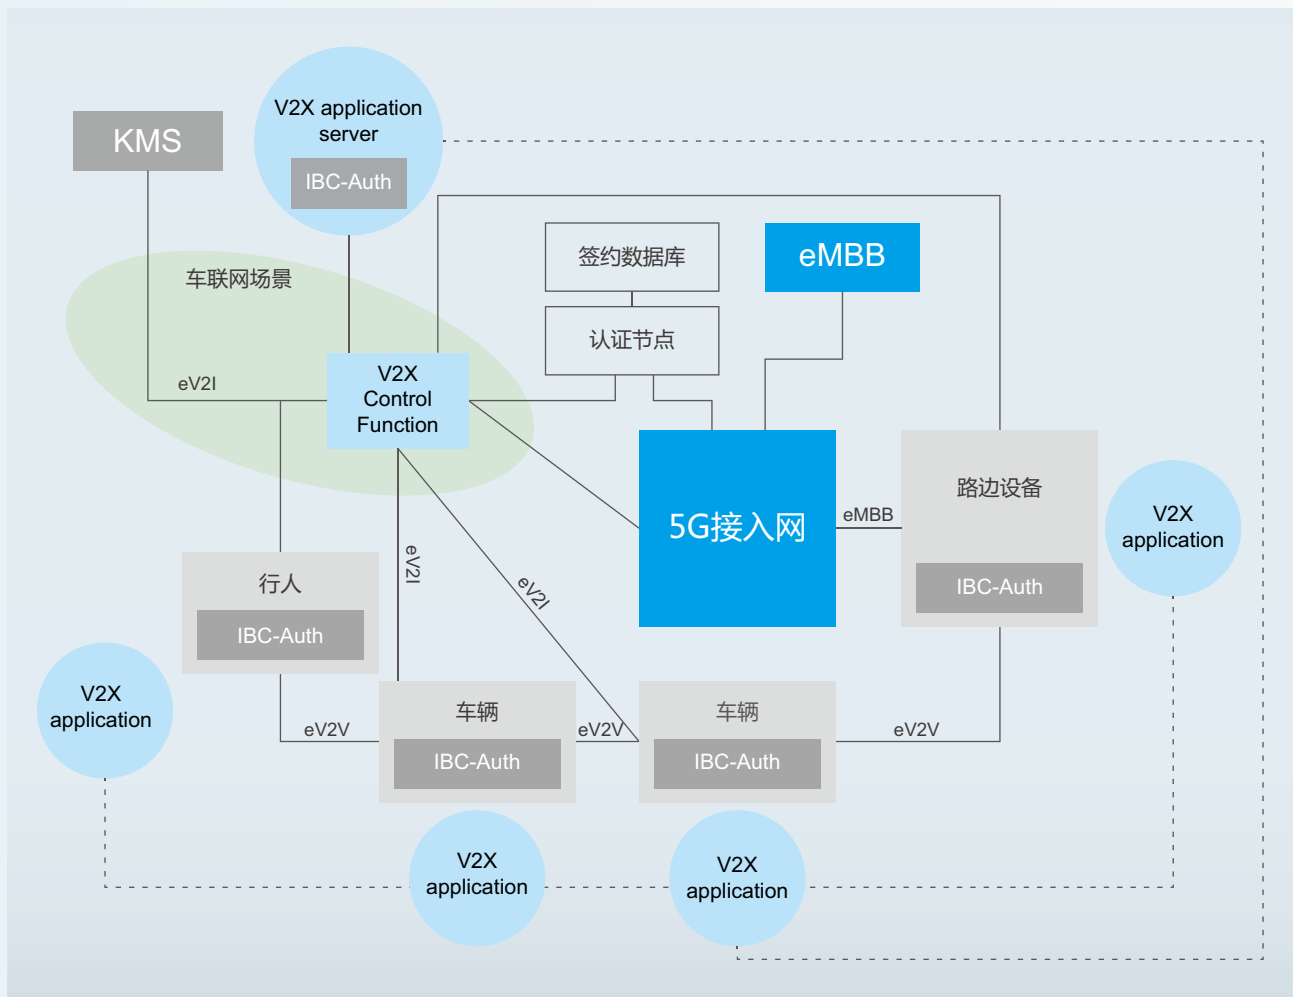 V2X application
server
KMS
IBC-Auth
签约数据库
eMBB
车联网场景
认证节点
V2X
Control
Function
eV2I
路边设备
5G接入网
eMBB
V2X
application
eV2I
eV2I
行人
IBC-Auth
IBC-Auth
V2X
application
车辆
车辆
eV2V
eV2V
eV2V
IBC-Auth
IBC-Auth
V2X
application
V2X
application